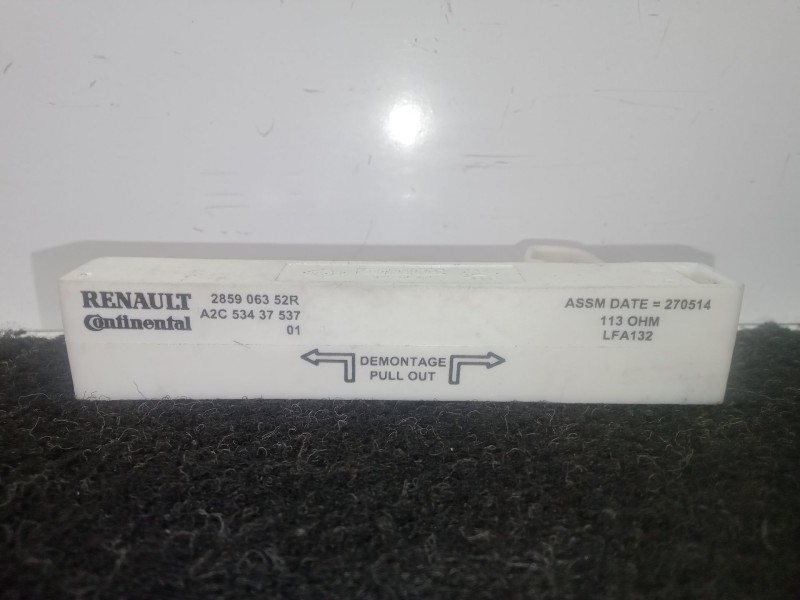 RENAULT 2859 063 52R
Continental A2C 534 37 537
01
ASSM DATE = 270514
113 OHM
LFA132
DEMONTAGE
PULL OUT